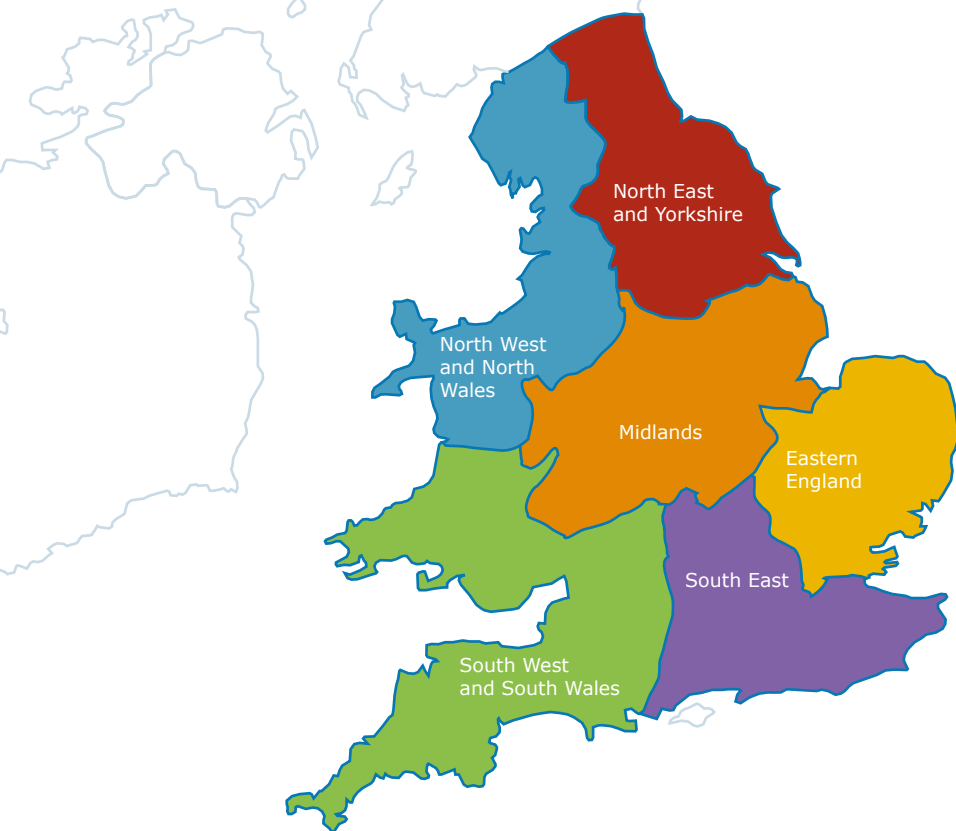 North East
and Yorkshire
North West
and North
Wales
Midlands
Eastern
England
South East
South West
and South Wales